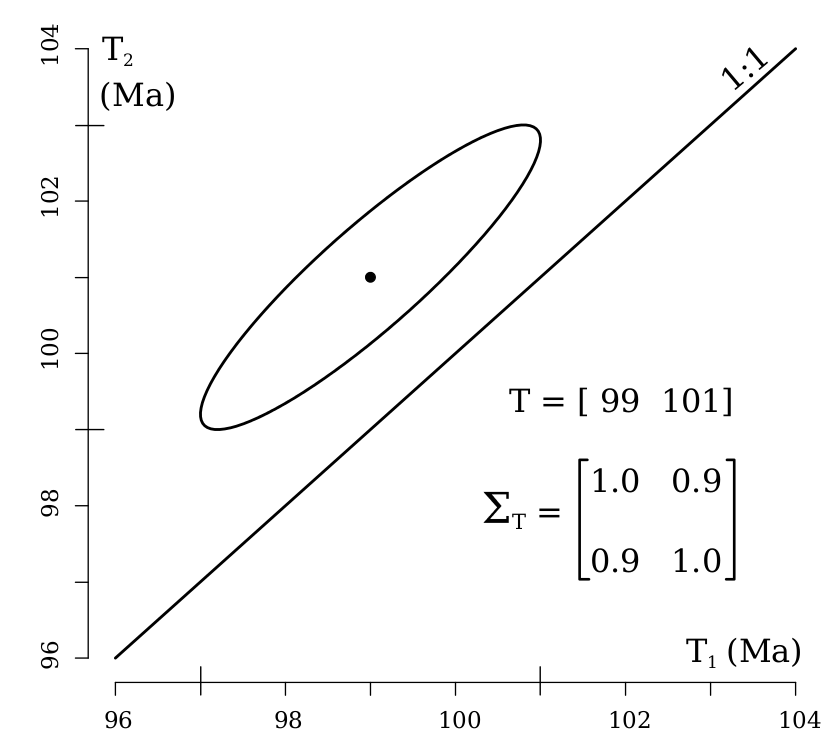 104
T₂
(Ma)
1:1
102
100
T = [ 99 101]
98
Σ_T = [1.0 0.9
0.9 1.0]
96
T₁ (Ma)
96 98 100 102 104